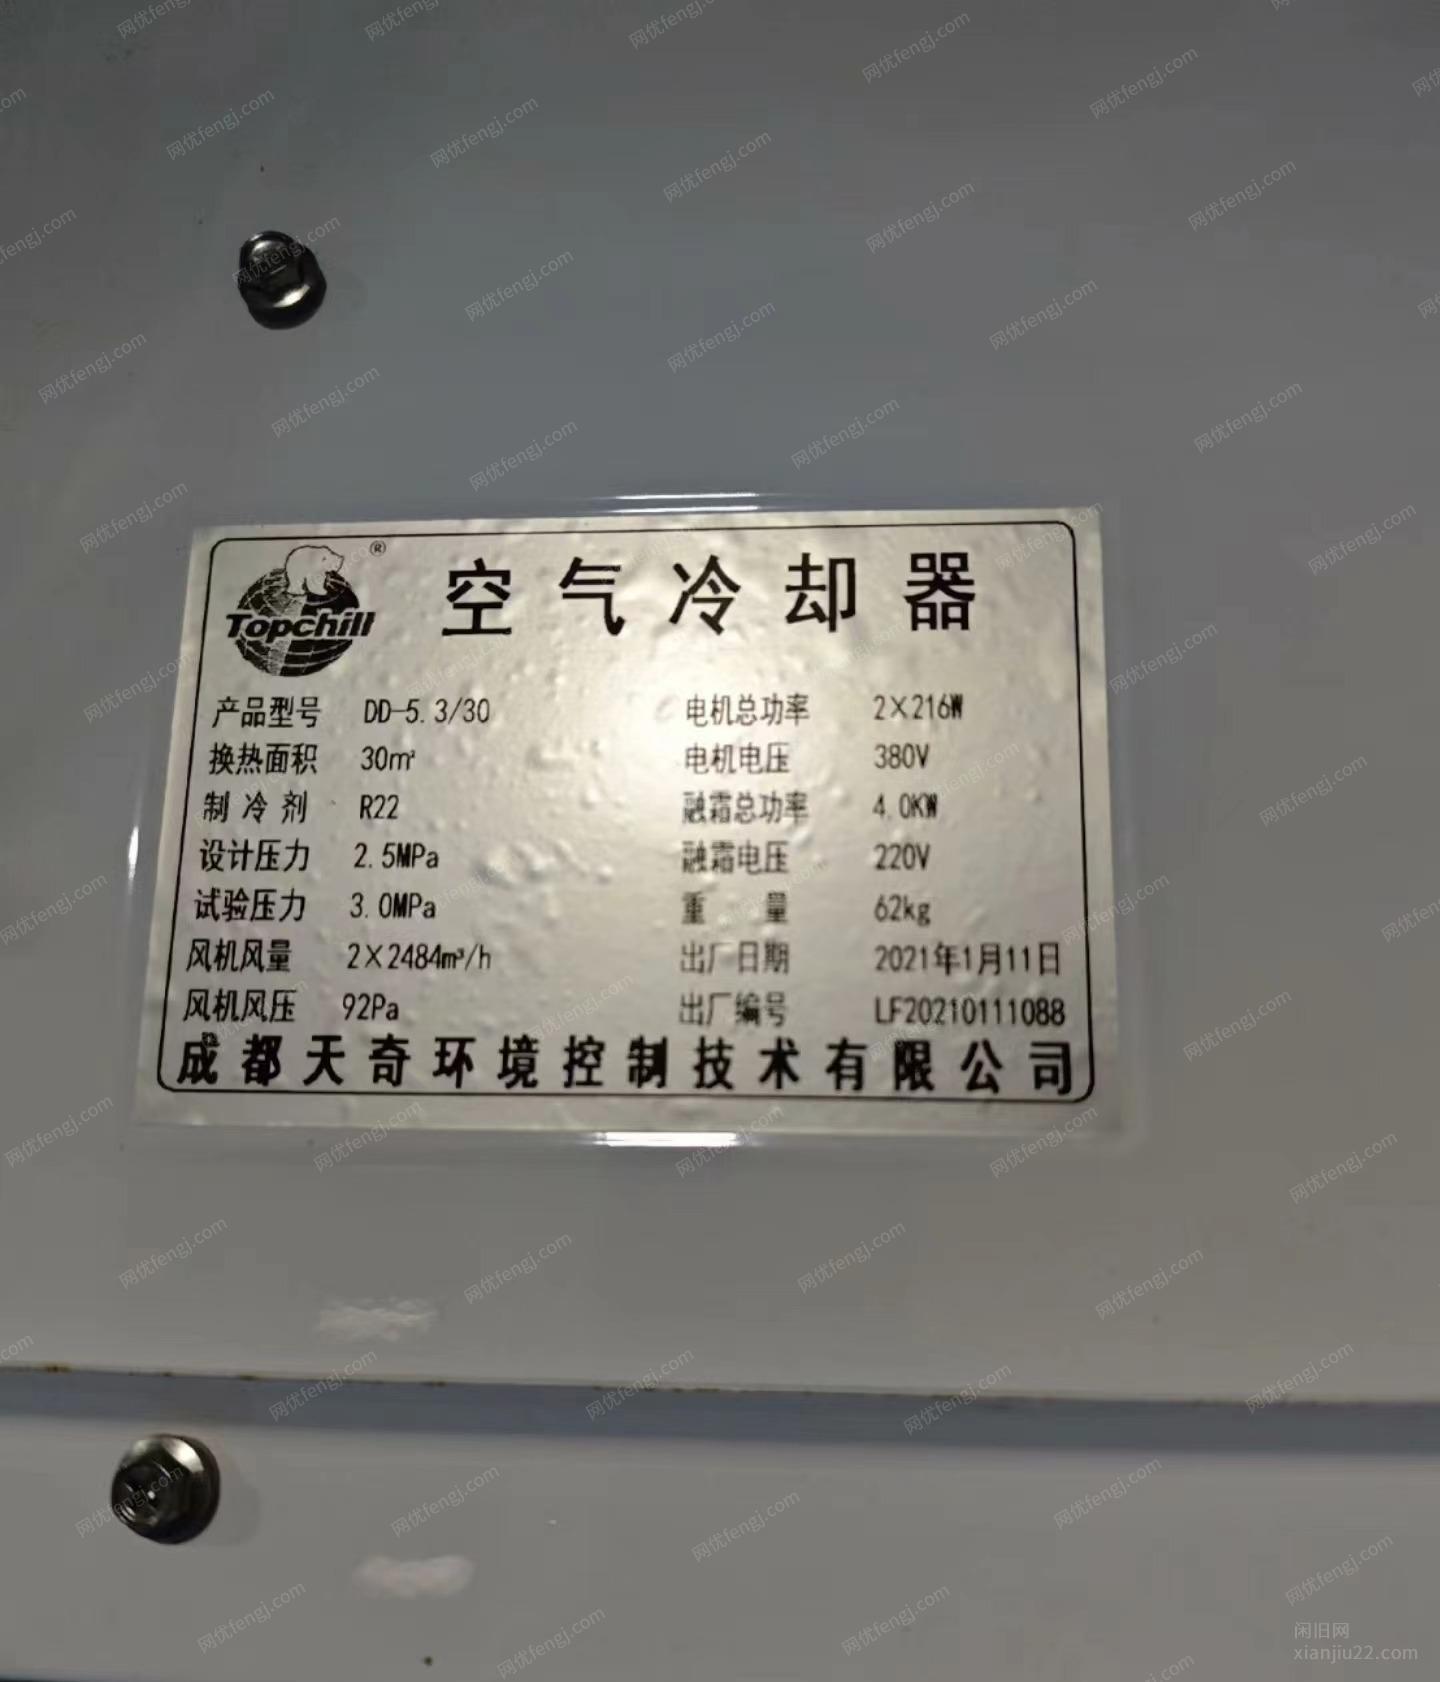 Topchill ®
空气冷却器
产品型号 DD-5.3/30 电机总功率 2×216W
换热面积 30m² 电机电压 380V
制冷剂 R22 融霜总功率 4.0KW
设计压力 2.5MPa 融霜电压 220V
试验压力 3.0MPa 重量 62kg
风机风量 2×2484m³/h 出厂日期 2021年1月11日
风机风压 92Pa 出厂编号 LF20210111088
成都天奇环境控制技术有限公司
网优fengj.com
闲旧网
xianjiu22.com